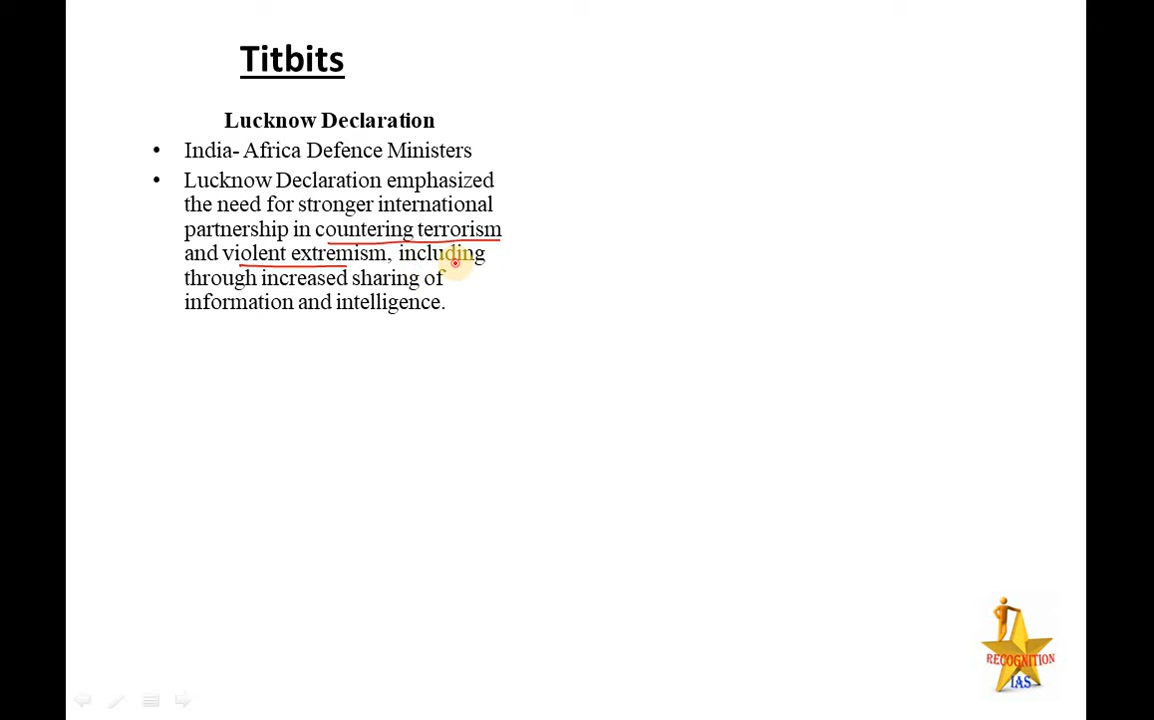 Titbits
Lucknow Declaration
• India- Africa Defence Ministers
• Lucknow Declaration emphasized
the need for stronger international
partnership in countering terrorism
and violent extremism, including
through increased sharing of
information and intelligence.
RECOGNITION
IAS